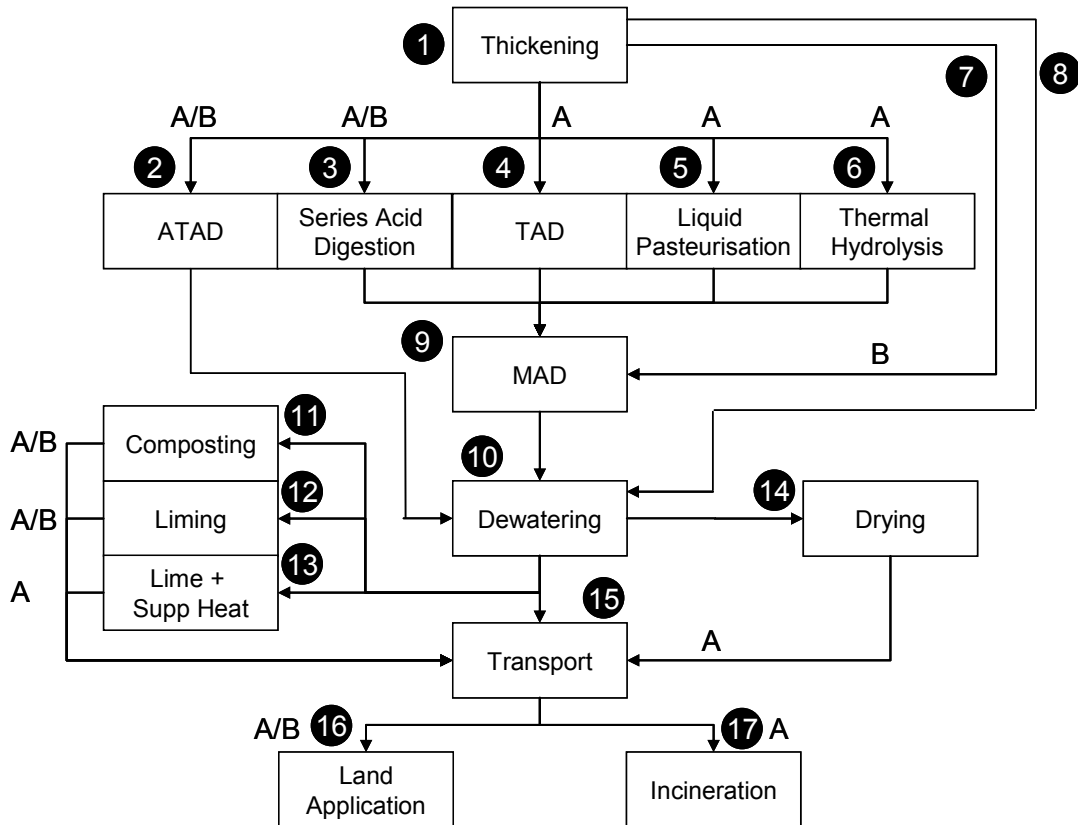 1
Thickening
7
8
A/B
A/B
A
A
A
2
3
4
5
6
ATAD
Series Acid
Digestion
TAD
Liquid
Pasteurisation
Thermal
Hydrolysis
9
MAD
B
A/B
11
Composting
10
14
A/B
12
Liming
Dewatering
Drying
A
13
Lime +
Supp Heat
15
Transport
A
A/B
16
17
A
Land
Application
Incineration